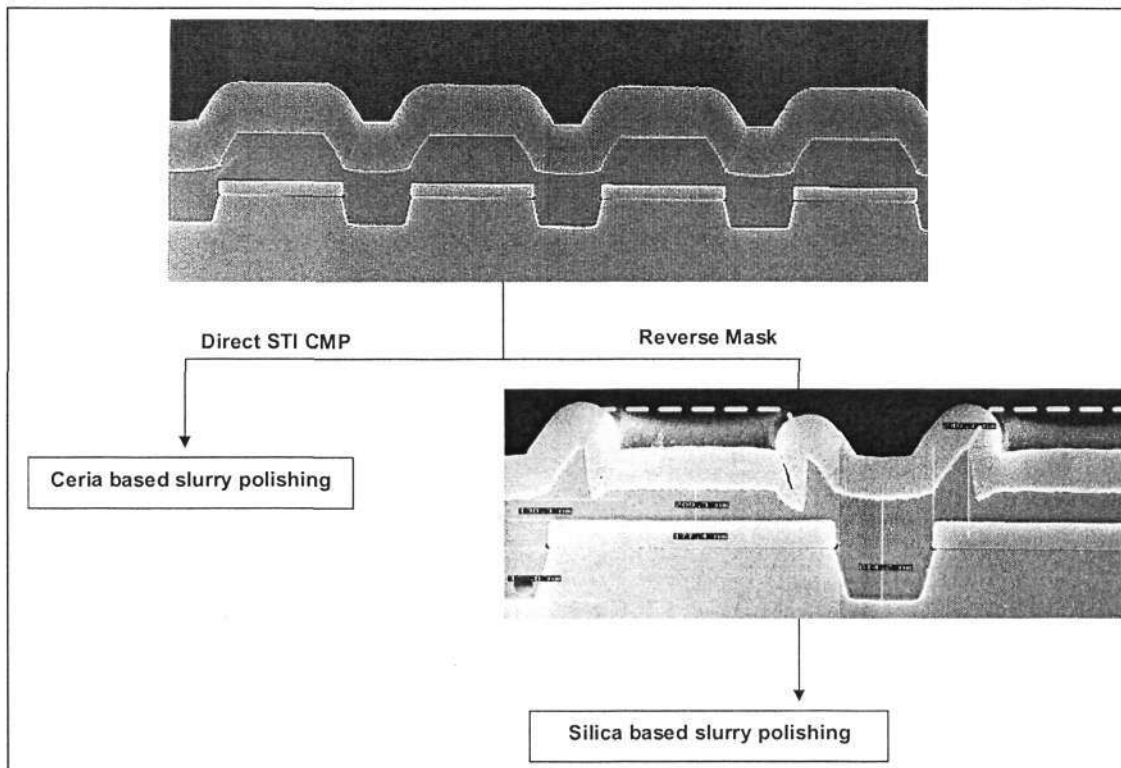 Direct STI CMP
Reverse Mask
Ceria based slurry polishing
Silica based slurry polishing